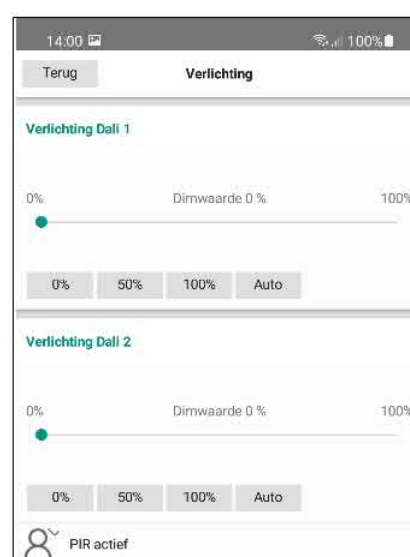 14:00 100%
Terug Verlichting
Verlichting Dali 1
0% Dimwaarde 0 % 100%
0% 50% 100% Auto
Verlichting Dali 2
0% Dimwaarde 0 % 100%
0% 50% 100% Auto
PIR actief